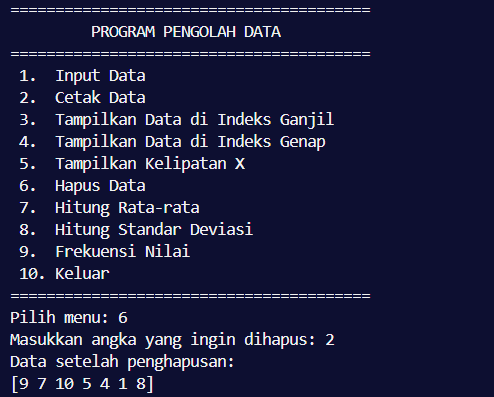 ========================================
PROGRAM PENGOLAH DATA
========================================
1. Input Data
2. Cetak Data
3. Tampilkan Data di Indeks Ganjil
4. Tampilkan Data di Indeks Genap
5. Tampilkan Kelipatan X
6. Hapus Data
7. Hitung Rata-rata
8. Hitung Standar Deviasi
9. Frekuensi Nilai
10. Keluar
========================================
Pilih menu: 6
Masukkan angka yang ingin dihapus: 2
Data setelah penghapusan:
[9 7 10 5 4 1 8]